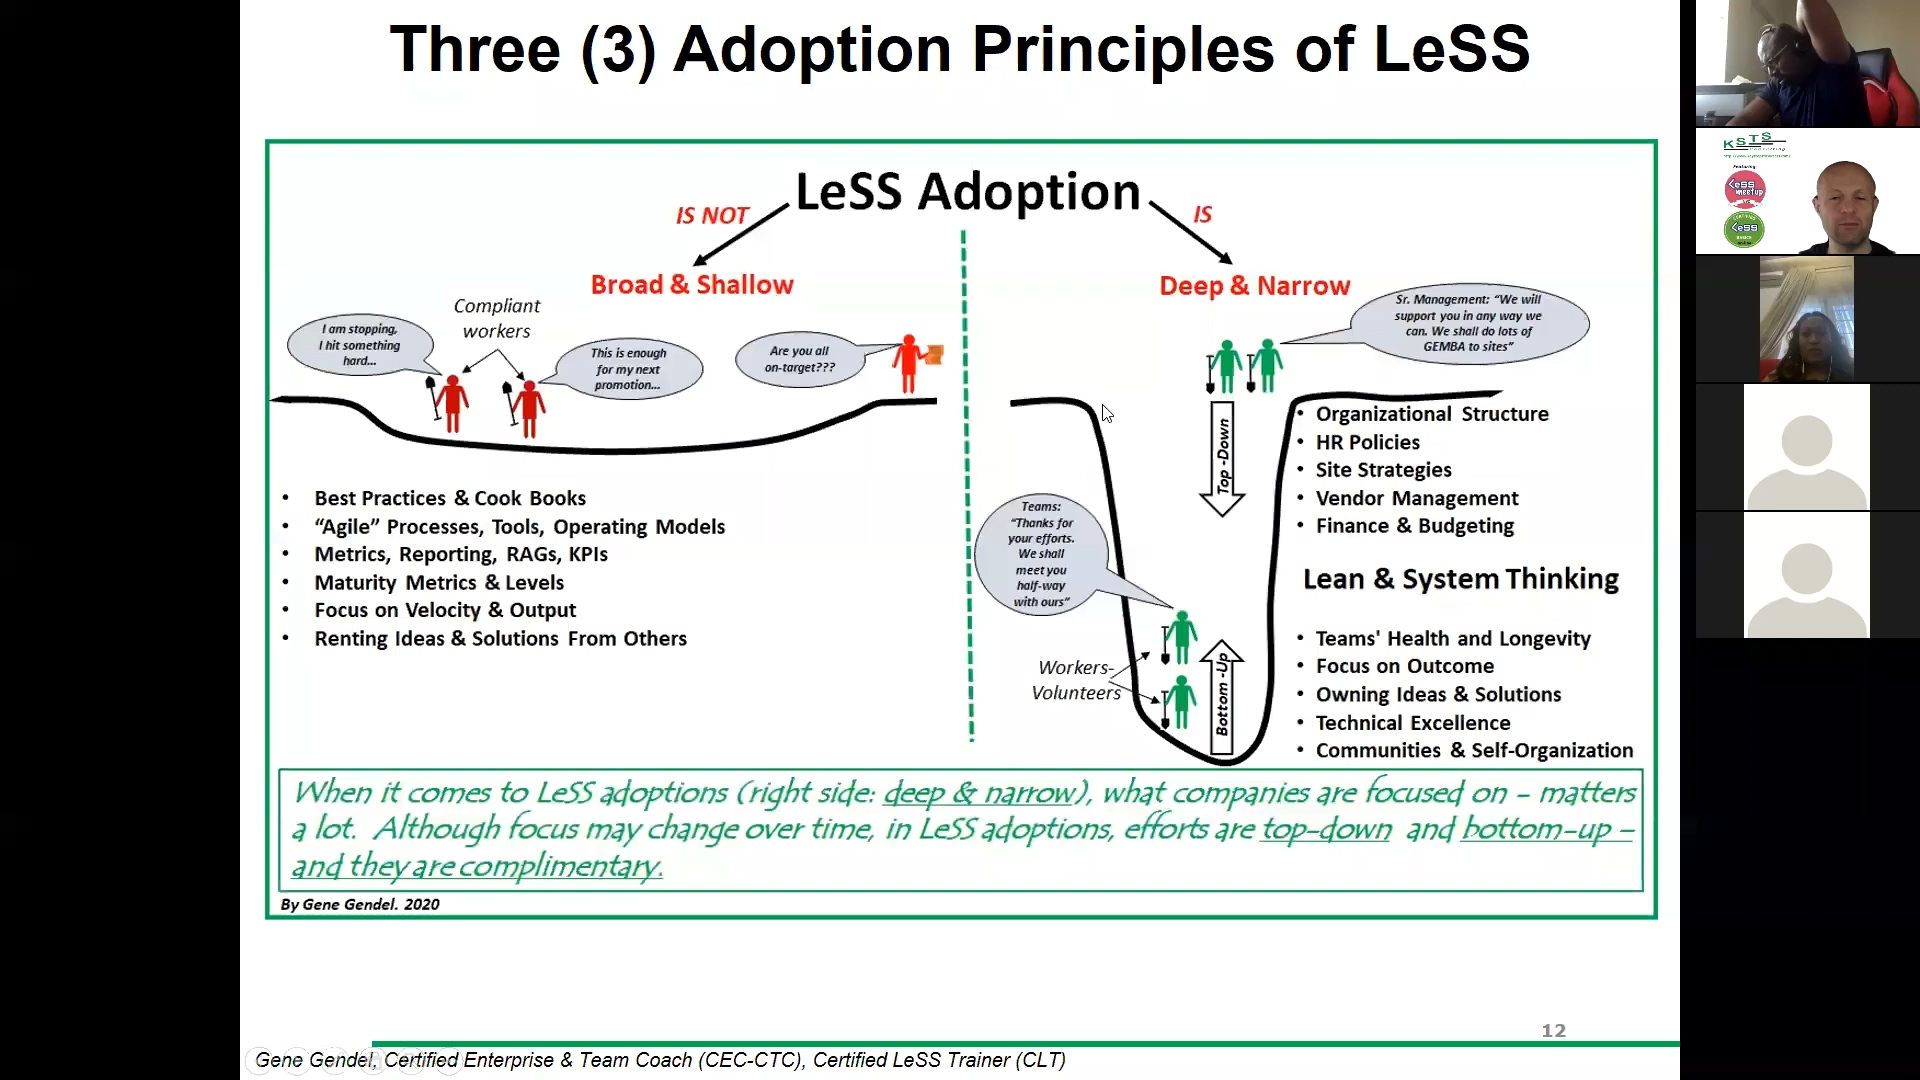 Three (3) Adoption Principles of LeSS
LeSS Adoption
IS NOT
IS
Broad & Shallow
Deep & Narrow
Compliant
workers
I am stopping,
I hit something
hard...
This is enough
for my next
promotion...
Are you all
on-target???
Sr. Management: “We will
support you in any way we
can. We shall do lots of
GEMBA to sites”
• Best Practices & Cook Books
• “Agile” Processes, Tools, Operating Models
• Metrics, Reporting, RAGs, KPIs
• Maturity Metrics & Levels
• Focus on Velocity & Output
• Renting Ideas & Solutions From Others
Top -Down
Teams:
“Thanks for
your efforts.
We shall
meet you
half-way
with ours”
Workers-
Volunteers
Bottom -Up
• Organizational Structure
• HR Policies
• Site Strategies
• Vendor Management
• Finance & Budgeting
Lean & System Thinking
• Teams' Health and Longevity
• Focus on Outcome
• Owning Ideas & Solutions
• Technical Excellence
• Communities & Self-Organization
When it comes to LeSS adoptions (right side: deep & narrow), what companies are focused on – matters
a lot. Although focus may change over time, in LeSS adoptions, efforts are top-down and bottom-up –
and they are complimentary.
By Gene Gendel. 2020
12
Gene Gendel, Certified Enterprise & Team Coach (CEC-CTC), Certified LeSS Trainer (CLT)
KSTS
Consulting
Featuring
LeSS
meetup
LeSS